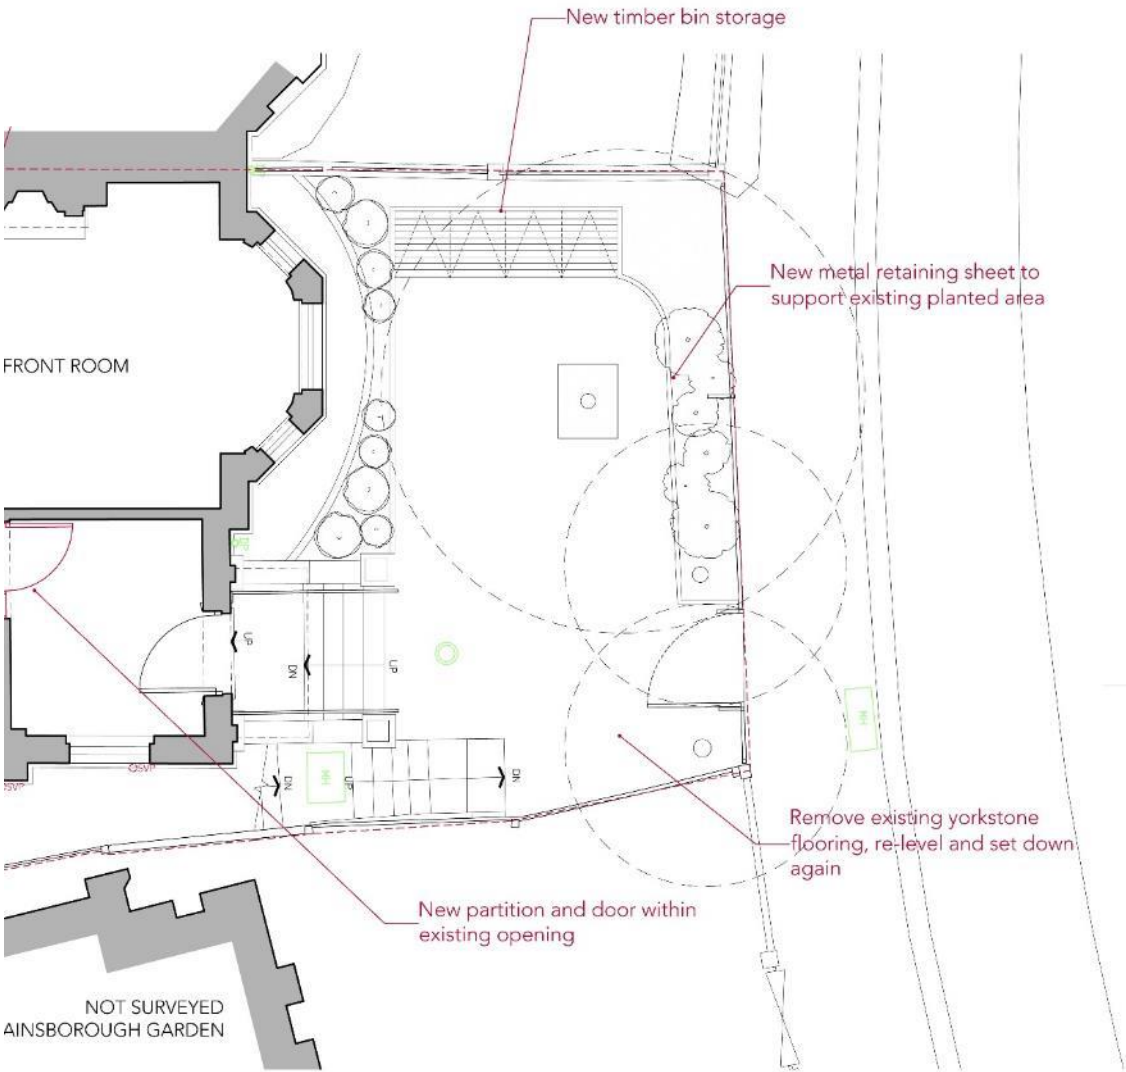 New timber bin storage
New metal retaining sheet to
support existing planted area
FRONT ROOM
UP
DN
UP
DN
MH
UP
DN
MH
OSVP
Remove existing yorkstone
flooring, re-level and set down
again
New partition and door within
existing opening
NOT SURVEYED
AINSBOROUGH GARDEN